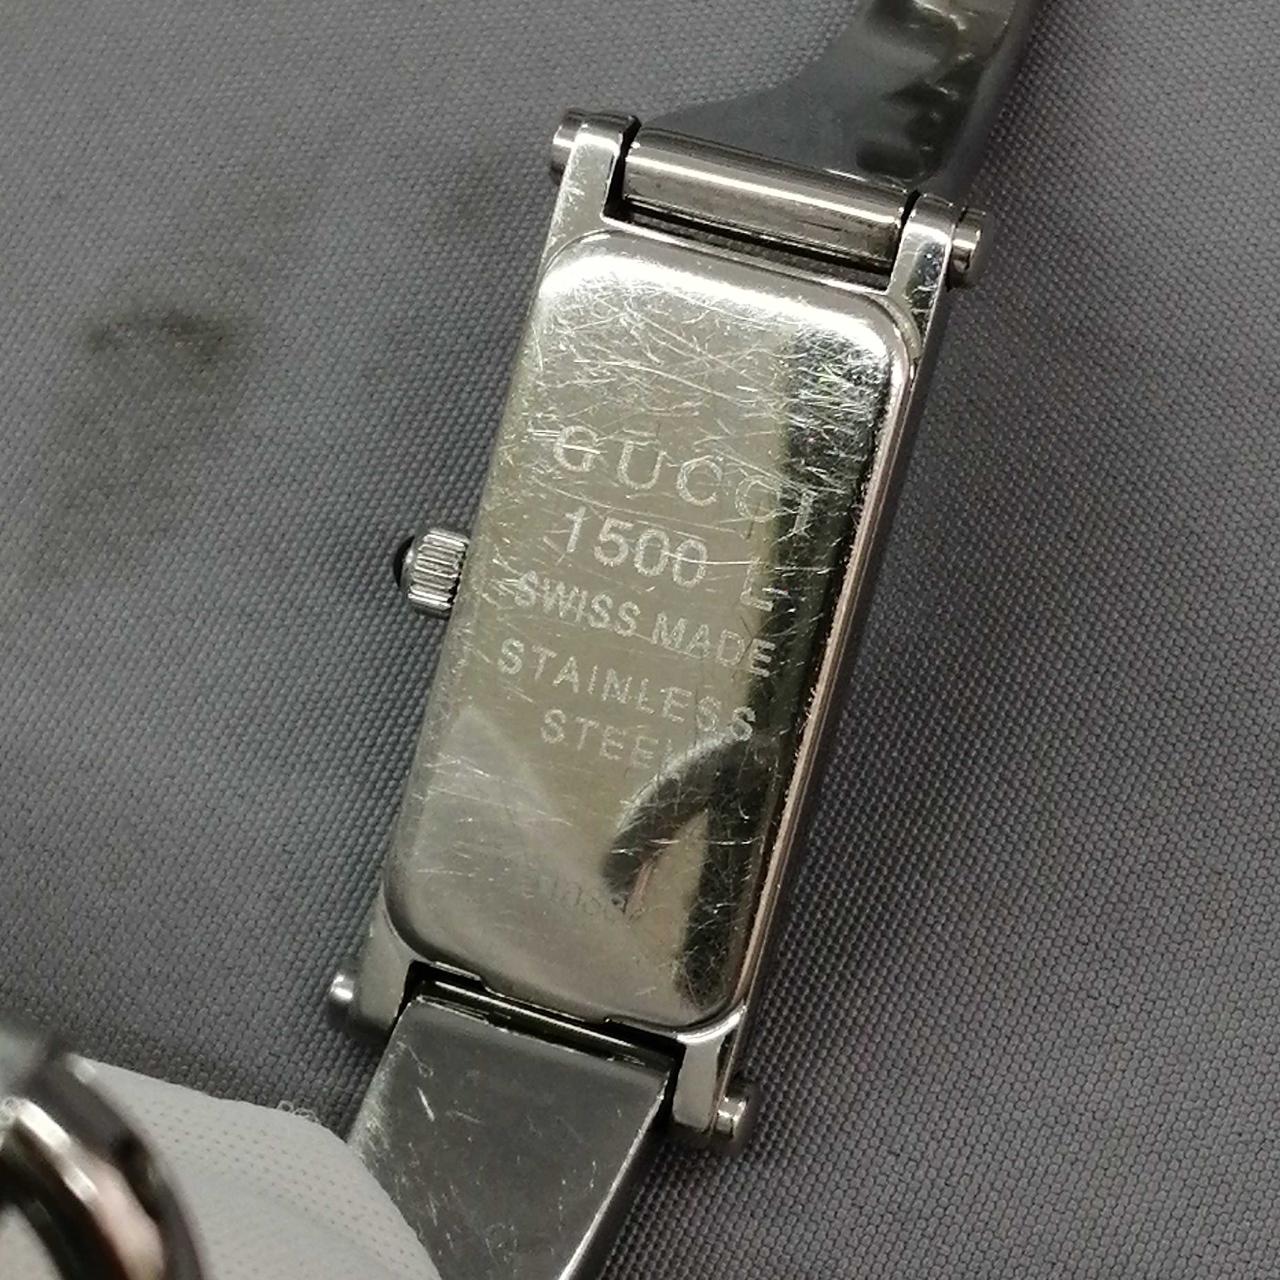 GUCCI
1500 L
SWISS MADE
STAINLESS
STEEL